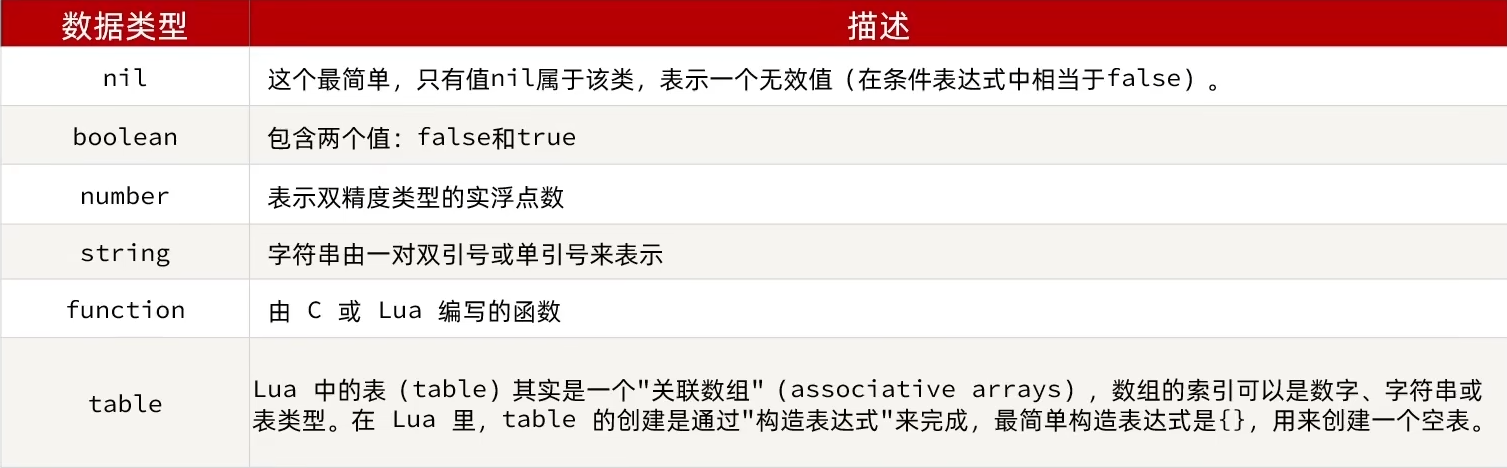 数据类型 描述
nil 这个最简单，只有值nil属于该类，表示一个无效值（在条件表达式中相当于false）。
boolean 包含两个值：false和true
number 表示双精度类型的实浮点数
string 字符串由一对双引号或单引号来表示
function 由 C 或 Lua 编写的函数
table Lua 中的表（table）其实是一个"关联数组"（associative arrays），数组的索引可以是数字、字符串或
表类型。在 Lua 里，table 的创建是通过"构造表达式"来完成，最简单构造表达式是{}，用来创建一个空表。